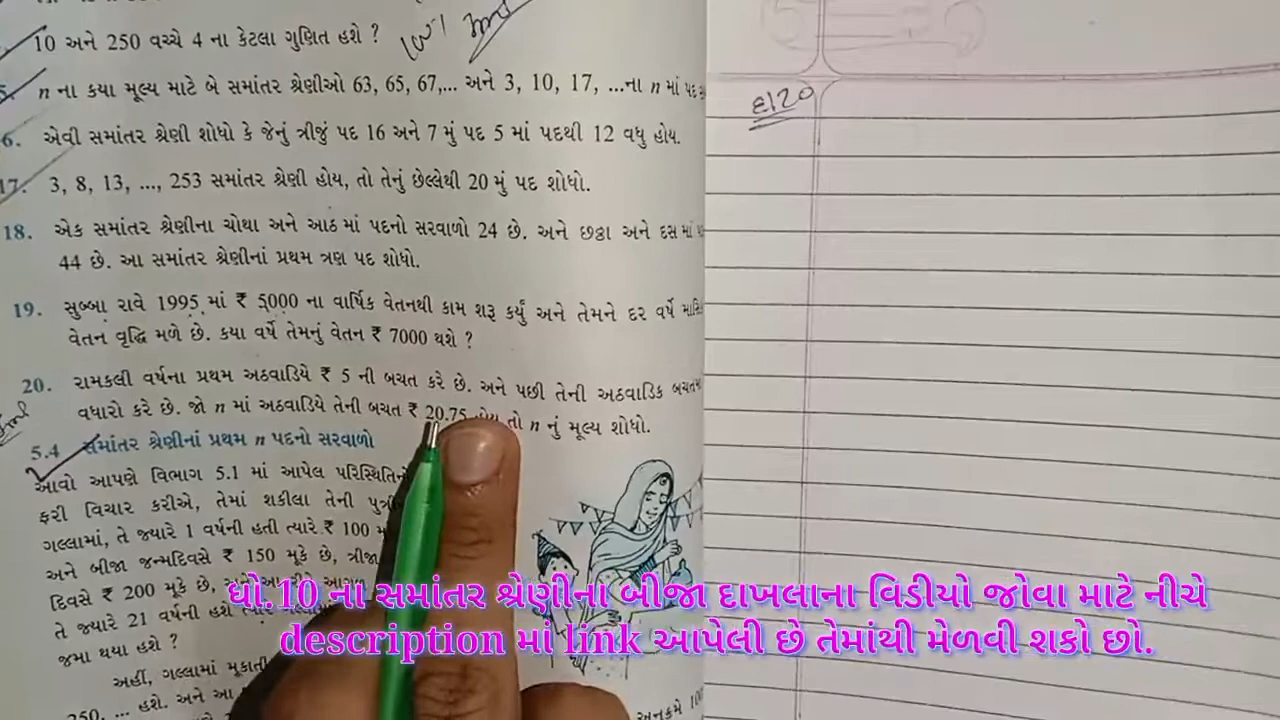 10 અને 250 વચ્ચે 4 ના કેટલા ગુણિત હશે ?
n ના કયા મૂલ્ય માટે બે સમાંતર શ્રેણીઓ 63, 65, 67,... અને 3, 10, 17, ...ના n માં પદ
6. એવી સમાંતર શ્રેણી શોધો કે જેનું ત્રીજું પદ 16 અને 7 મું પદ 5 માં પદથી 12 વધુ હોય.
17. 3, 8, 13, ..., 253 સમાંતર શ્રેણી હોય, તો તેનું છેલ્લેથી 20 મું પદ શોધો.
18. એક સમાંતર શ્રેણીના ચોથા અને આઠ માં પદનો સરવાળો 24 છે. અને છઠ્ઠા અને દસ માં
44 છે. આ સમાંતર શ્રેણીનાં પ્રથમ ત્રણ પદ શોધો.
19. સુબ્બા રાવે 1995 માં ₹ 5000 ના વાર્ષિક વેતનથી કામ શરૂ કર્યું અને તેમને દર વર્ષે
વેતન વૃદ્ધિ મળે છે. કયા વર્ષે તેમનું વેતન ₹ 7000 થશે ?
20. રામકલી વર્ષના પ્રથમ અઠવાડિયે ₹ 5 ની બચત કરે છે. અને પછી તેની અઠવાડિક
વધારો કરે છે. જો n માં અઠવાડિયે તેની બચત ₹ 20.75 હોય તો n નું મૂલ્ય શોધો.
5.4 સમાંતર શ્રેણીનાં પ્રથમ n પદનો સરવાળો
આવો આપણે વિભાગ 5.1 માં આપેલ
ફરી વિચાર કરીએ, તેમાં શકીલા તેની
ગલ્લામાં, તે જ્યારે 1 વર્ષની હતી ત્યારે ₹ 100
અને બીજા જન્મદિવસે ₹ 150 મૂકે છે,
દિવસે ₹ 200 મૂકે છે,
તે જ્યારે 21 વર્ષની હશે
જમા થયા હશે ?
અહીં, ગલ્લામાં મૂકાતી
250, ... હશે. અને આ
અનુક્રમે 100
દા20
ધો.10 ના સમાંતર શ્રેણીના બીજા દાખલાના વિડીયો જોવા માટે નીચે
description માં link આપેલી છે તેમાંથી મેળવી શકો છો.